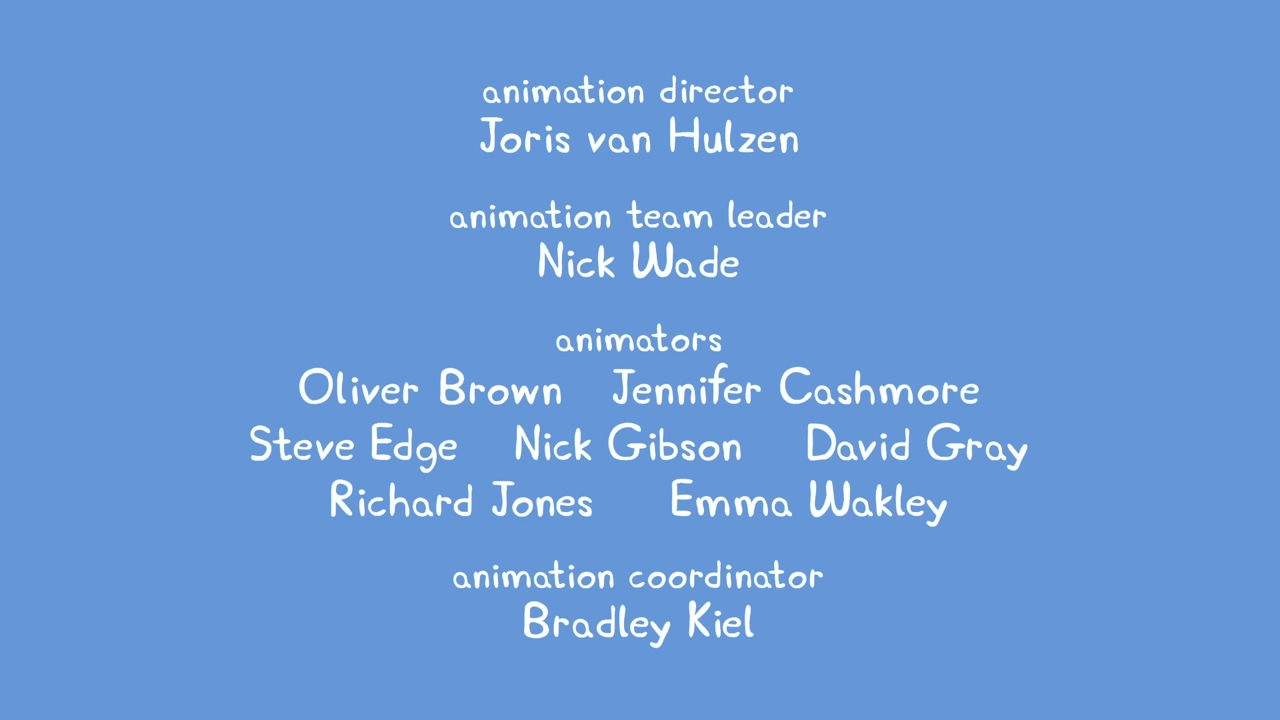 animation director
Joris van Hulzen
animation team leader
Nick Wade
animators
Oliver Brown Jennifer Cashmore
Steve Edge Nick Gibson David Gray
Richard Jones Emma Wakley
animation coordinator
Bradley Kiel